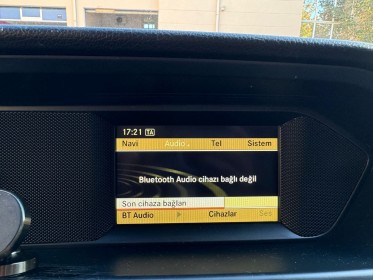 17:21 TA
Navi Audio Tel Sistem
Bluetooth Audio cihazı bağlı değil
Son cihaza bağlan
BT Audio Cihazlar Ses